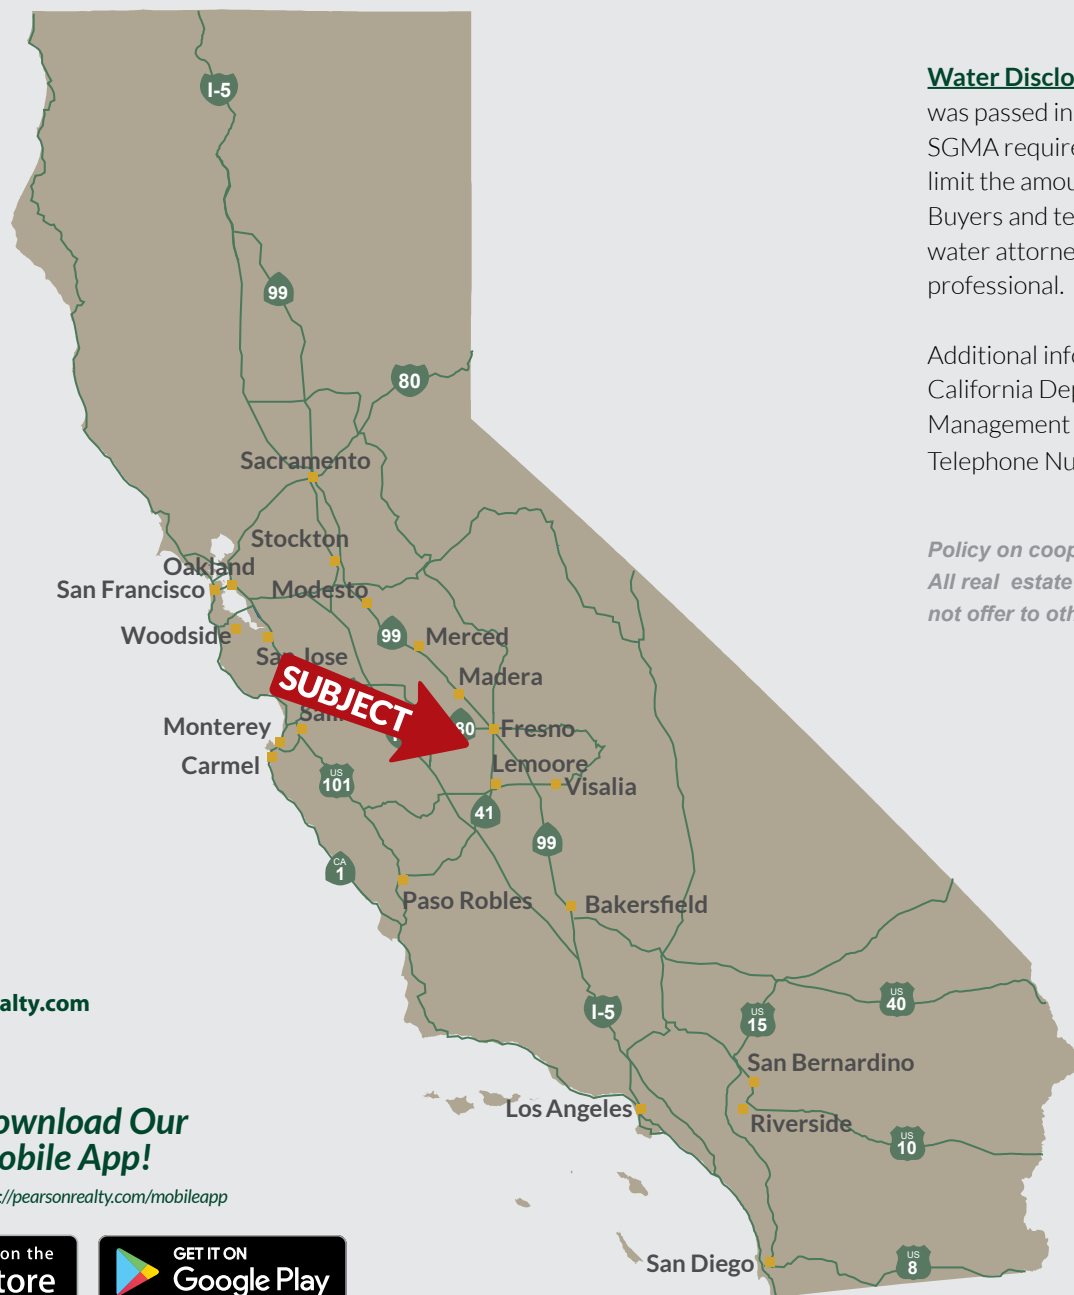 I-5
99
80
Sacramento
Stockton
Oakland
San Francisco
Modesto
99
Merced
Woodside
San Jose
Madera
SUBJECT
Monterey
80
Fresno
Carmel
Lemoore
US
101
Visalia
41
99
CA
1
Paso Robles
Bakersfield
I-5
US
40
US
15
San Bernardino
Los Angeles
Riverside
US
10
San Diego
US
8
Water Disclo
was passed in
SGMA require
limit the amou
Buyers and te
water attorne
professional.
Additional info
California Dep
Management
Telephone Nu
Policy on coop
All real estate
not offer to oth
alty.com
ownload Our
obile App!
://pearsonrealty.com/mobileapp
on the
tore
GET IT ON
Google Play